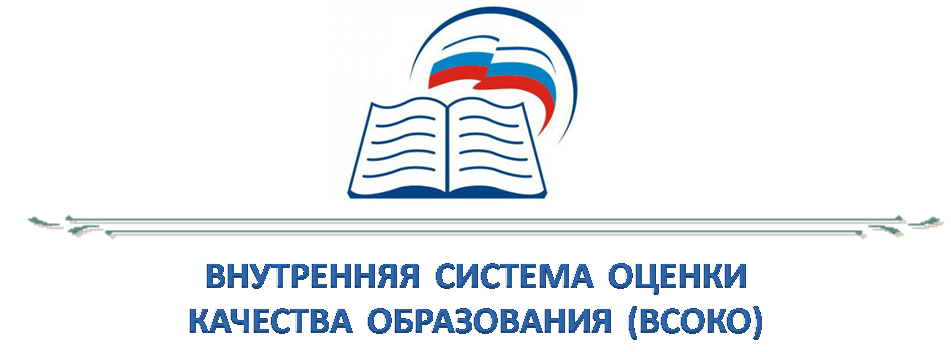 ВНУТРЕННЯЯ СИСТЕМА ОЦЕНКИ
КАЧЕСТВА ОБРАЗОВАНИЯ (ВСОКО)